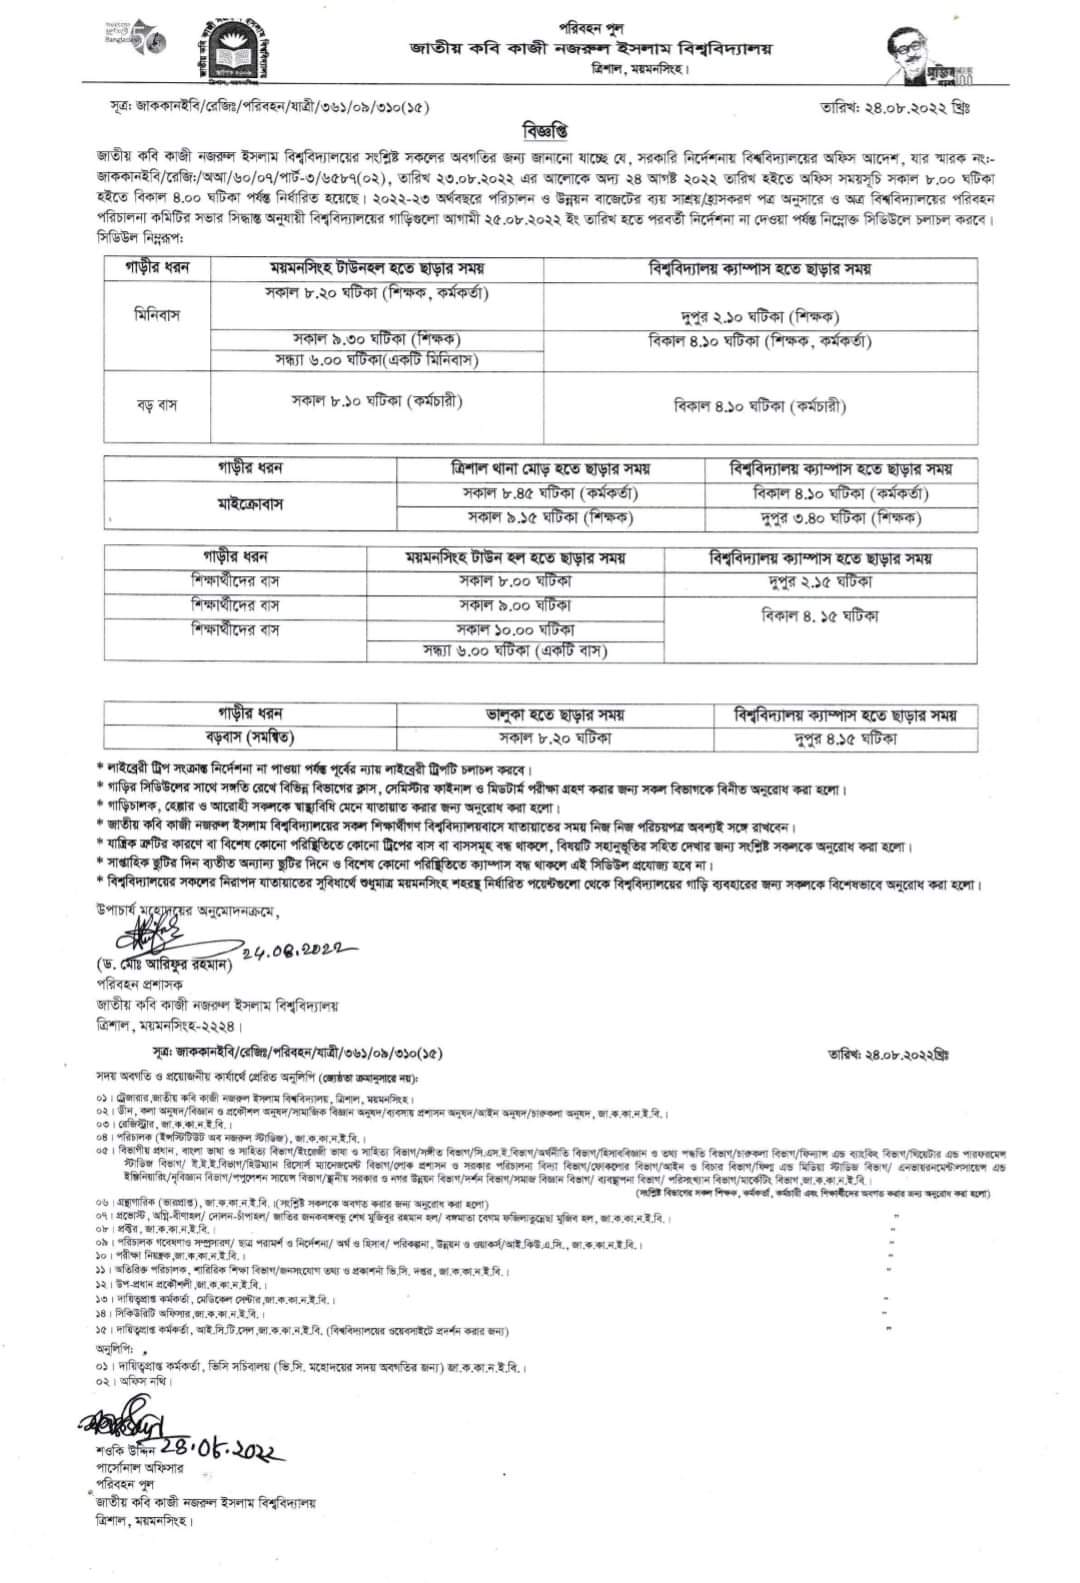 পরিবহন পুল
জাতীয় কবি কাজী নজরুল ইসলাম বিশ্ববিদ্যালয়
ত্রিশাল, ময়মনসিংহ।
সূত্র: জাককানইবি/রেজিঃ/পরিবহন/যাত্রী/৩৬১/০৯/৩১০(১৫) তারিখ: ২৪.০৮.২০২২ খ্রিঃ
বিজ্ঞপ্তি
জাতীয় কবি কাজী নজরুল ইসলাম বিশ্ববিদ্যালয়ের সংশ্লিষ্ট সকলের অবগতির জন্য জানানো যাচ্ছে যে, সরকারি নির্দেশনায় বিশ্ববিদ্যালয়ের অফিস আদেশ, যার স্মারক নং:-
জাককানইবি/রেজি:/অআ/৬০/০৭/পার্ট-৩/৬৫৮৭(০২), তারিখ ২৩.০৮.২০২২ এর আলোকে অদ্য ২৪ আগষ্ট ২০২২ তারিখ হইতে অফিস সময়সূচি সকাল ৮.০০ ঘটিকা
হইতে বিকাল ৪.০০ ঘটিকা পর্যন্ত নির্ধারিত হয়েছে। ২০২২-২৩ অর্থবছরে পরিচালন ও উন্নয়ন বাজেটের ব্যয় সাশ্রয়/হ্রাসকরণ পত্র অনুসারে ও অত্র বিশ্ববিদ্যালয়ের পরিবহন
পরিচালনা কমিটির সভার সিদ্ধান্ত অনুযায়ী বিশ্ববিদ্যালয়ের গাড়িগুলো আগামী ২৫.০৮.২০২২ ইং তারিখ হতে পরবর্তী নির্দেশনা না দেওয়া পর্যন্ত নিম্নোক্ত সিডিউলে চলাচল করবে।
সিডিউল নিম্নরূপ:
গাড়ীর ধরন ময়মনসিংহ টাউনহল হতে ছাড়ার সময় বিশ্ববিদ্যালয় ক্যাম্পাস হতে ছাড়ার সময়
মিনিবাস সকাল ৮.২০ ঘটিকা (শিক্ষক, কর্মকর্তা) দুপুর ২.১০ ঘটিকা (শিক্ষক)
সকাল ৯.৩০ ঘটিকা (শিক্ষক) বিকাল ৪.১০ ঘটিকা (শিক্ষক, কর্মকর্তা)
সন্ধ্যা ৬.০০ ঘটিকা(একটি মিনিবাস)
বড় বাস সকাল ৮.১০ ঘটিকা (কর্মচারী) বিকাল ৪.১০ ঘটিকা (কর্মচারী)
গাড়ীর ধরন ত্রিশাল থানা মোড় হতে ছাড়ার সময় বিশ্ববিদ্যালয় ক্যাম্পাস হতে ছাড়ার সময়
মাইক্রোবাস সকাল ৮.৪৫ ঘটিকা (কর্মকর্তা) বিকাল ৪.১০ ঘটিকা (কর্মকর্তা)
সকাল ৯.১৫ ঘটিকা (শিক্ষক) দুপুর ৩.৪০ ঘটিকা (শিক্ষক)
গাড়ীর ধরন ময়মনসিংহ টাউন হল হতে ছাড়ার সময় বিশ্ববিদ্যালয় ক্যাম্পাস হতে ছাড়ার সময়
শিক্ষার্থীদের বাস সকাল ৮.০০ ঘটিকা দুপুর ২.১৫ ঘটিকা
শিক্ষার্থীদের বাস সকাল ৯.০০ ঘটিকা বিকাল ৪. ১৫ ঘটিকা
শিক্ষার্থীদের বাস সকাল ১০.০০ ঘটিকা
সন্ধ্যা ৬.০০ ঘটিকা (একটি বাস)
গাড়ীর ধরন ভালুকা হতে ছাড়ার সময় বিশ্ববিদ্যালয় ক্যাম্পাস হতে ছাড়ার সময়
বড়বাস (সমন্বিত) সকাল ৮.২০ ঘটিকা দুপুর ৪.১৫ ঘটিকা
* লাইব্রেরী ট্রিপ সংক্রান্ত নির্দেশনা না পাওয়া পর্যন্ত পূর্বের ন্যায় লাইব্রেরী ট্রিপটি চলাচল করবে।
* গাড়ির সিডিউলের সাথে সঙ্গতি রেখে বিভিন্ন বিভাগের ক্লাস, সেমিস্টার ফাইনাল ও মিডটার্ম পরীক্ষা গ্রহণ করার জন্য সকল বিভাগকে বিনীত অনুরোধ করা হলো।
* গাড়িচালক, হেল্পার ও আরোহী সকলকে স্বাস্থ্যবিধি মেনে যাতায়াত করার জন্য অনুরোধ করা হলো।
* জাতীয় কবি কাজী নজরুল ইসলাম বিশ্ববিদ্যালয়ের সকল শিক্ষার্থীগণ বিশ্ববিদ্যালয়বাসে যাতায়াতের সময় নিজ নিজ পরিচয়পত্র অবশ্যই সঙ্গে রাখবেন।
* যান্ত্রিক ত্রুটির কারণে বা বিশেষ কোনো পরিস্থিতিতে কোনো ট্রিপের বাস বা বাসসমূহ বন্ধ থাকলে, বিষয়টি সহানুভূতির সহিত দেখার জন্য সংশ্লিষ্ট সকলকে অনুরোধ করা হলো।
* সাপ্তাহিক ছুটির দিন ব্যতীত অন্যান্য ছুটির দিনে ও বিশেষ কোনো পরিস্থিতিতে ক্যাম্পাস বন্ধ থাকলে এই সিডিউল প্রযোজ্য হবে না।
* বিশ্ববিদ্যালয়ের সকলের নিরাপদ যাতায়াতের সুবিধার্থে শুধুমাত্র ময়মনসিংহ শহরস্থ নির্ধারিত পয়েন্টগুলো থেকে বিশ্ববিদ্যালয়ের গাড়ি ব্যবহারের জন্য সকলকে বিশেষভাবে অনুরোধ করা হলো।
উপাচার্য মহোদয়ের অনুমোদনক্রমে,
২৪.০৮.২০২২
(ড. মোঃ আরিফুর রহমান)
পরিবহন প্রশাসক
জাতীয় কবি কাজী নজরুল ইসলাম বিশ্ববিদ্যালয়
ত্রিশাল, ময়মনসিংহ-২২২৪।
সূত্র: জাককানইবি/রেজিঃ/পরিবহন/যাত্রী/৩৬১/০৯/৩১০(১৫) তারিখ: ২৪.০৮.২০২২খ্রিঃ
সদয় অবগতি ও প্রয়োজনীয় কার্যার্থে প্রেরিত অনুলিপি (জ্যেষ্ঠতা ক্রমানুসারে নয়):
০১। ট্রেজারার,জাতীয় কবি কাজী নজরুল ইসলাম বিশ্ববিদ্যালয়, ত্রিশাল, ময়মনসিংহ।
০২। ডীন, কলা অনুষদ/বিজ্ঞান ও প্রকৌশল অনুষদ/সামাজিক বিজ্ঞান অনুষদ/ব্যবসায় প্রশাসন অনুষদ/আইন অনুষদ/চারুকলা অনুষদ, জা.ক.কা.ন.ই.বি.।
০৩। রেজিস্ট্রার, জা.ক.কা.ন.ই.বি.।
০৪। পরিচালক (ইন্সটিটিউট অব নজরুল স্টাডিজ), জা.ক.কা.ন.ই.বি.।
০৫। বিভাগীয় প্রধান, বাংলা ভাষা ও সাহিত্য বিভাগ/ইংরেজী ভাষা ও সাহিত্য বিভাগ/সঙ্গীত বিভাগ/সি.এস.ই.বিভাগ/অর্থনীতি বিভাগ/হিসাববিজ্ঞান ও তথ্য পদ্ধতি বিভাগ/চারুকলা বিভাগ/ফিন্যান্স এন্ড ব্যাংকিং বিভাগ/থিয়েটার এন্ড পারফরমেন্স
স্টাডিজ বিভাগ/ ই.ই.ই.বিভাগ/হিউম্যান রিসোর্স ম্যানেজমেন্ট বিভাগ/লোক প্রশাসন ও সরকার পরিচালনা বিদ্যা বিভাগ/ফোকলোর বিভাগ/আইন ও বিচার বিভাগ/ফিল্ম এন্ড মিডিয়া স্টাডিজ বিভাগ/ এনভায়রনমেন্টালসায়েন্স এন্ড
ইঞ্জিনিয়ারিং/নৃবিজ্ঞান বিভাগ/পপুলেশন সায়েন্স বিভাগ/স্থানীয় সরকার ও নগর উন্নয়ন বিভাগ/দর্শন বিভাগ/সমাজ বিজ্ঞান বিভাগ/ ব্যবস্থাপনা বিভাগ/ পরিসংখ্যান বিভাগ/মার্কেটিং বিভাগ,জা.ক.কা.ন.ই.বি.।
(সংশ্লিষ্ট বিভাগের সকল শিক্ষক, কর্মকর্তা, কর্মচারী এবং শিক্ষার্থীদের অবগত করার জন্য অনুরোধ করা হলো)
০৬। গ্রন্থাগারিক (ভারপ্রাপ্ত), জা.ক.কা.ন.ই.বি.।(সংশ্লিষ্ট সকলকে অবগত করার জন্য অনুরোধ করা হলো)
০৭। প্রভোস্ট, অগ্নি-বীণাহল/ দোলন-চাঁপাহল/ জাতির জনকবঙ্গবন্ধু শেখ মুজিবুর রহমান হল/ বঙ্গমাতা বেগম ফজিলাতুন্নেছা মুজিব হল, জা.ক.কা.ন.ই.বি.। "
০৮। প্রক্টর, জা.ক.কা.ন.ই.বি.।
০৯। পরিচালক গবেষণাও সম্প্রসারণ/ ছাত্র পরামর্শ ও নির্দেশনা/ অর্থ ও হিসাব/ পরিকল্পনা, উন্নয়ন ও ওয়ার্কস/আই.কিউ.এ.সি., জা.ক.কা.ন.ই.বি.। "
১০। পরীক্ষা নিয়ন্ত্রক,জা.ক.কা.ন.ই.বি.।
১১। অতিরিক্ত পরিচালক, শারিরিক শিক্ষা বিভাগ/জনসংযোগ তথ্য ও প্রকাশনা ভি.সি. দপ্তর, জা.ক.কা.ন.ই.বি.। "
১২। উপ-প্রধান প্রকৌশলী,জা.ক.কা.ন.ই.বি.।
১৩। দায়িত্বপ্রাপ্ত কর্মকর্তা, মেডিকেল সেন্টার,জা.ক.কা.ন.ই.বি.। "
১৪। সিকিউরিটি অফিসার,জা.ক.কা.ন.ই.বি.। "
১৫। দায়িত্বপ্রাপ্ত কর্মকর্তা, আই.সি.টি.সেল,জা.ক.কা.ন.ই.বি. (বিশ্ববিদ্যালয়ের ওয়েবসাইটে প্রদর্শন করার জন্য) "
অনুলিপি:
০১। দায়িত্বপ্রাপ্ত কর্মকর্তা, ভিসি সচিবালয় (ভি.সি. মহোদয়ের সদয় অবগতির জন্য) জা.ক.কা.ন.ই.বি.।
০২। অফিস নথি।
শওকি উদ্দিন ২৪.০৮.২০২২
পার্সোনাল অফিসার
পরিবহন পুল
জাতীয় কবি কাজী নজরুল ইসলাম বিশ্ববিদ্যালয়
ত্রিশাল, ময়মনসিংহ।